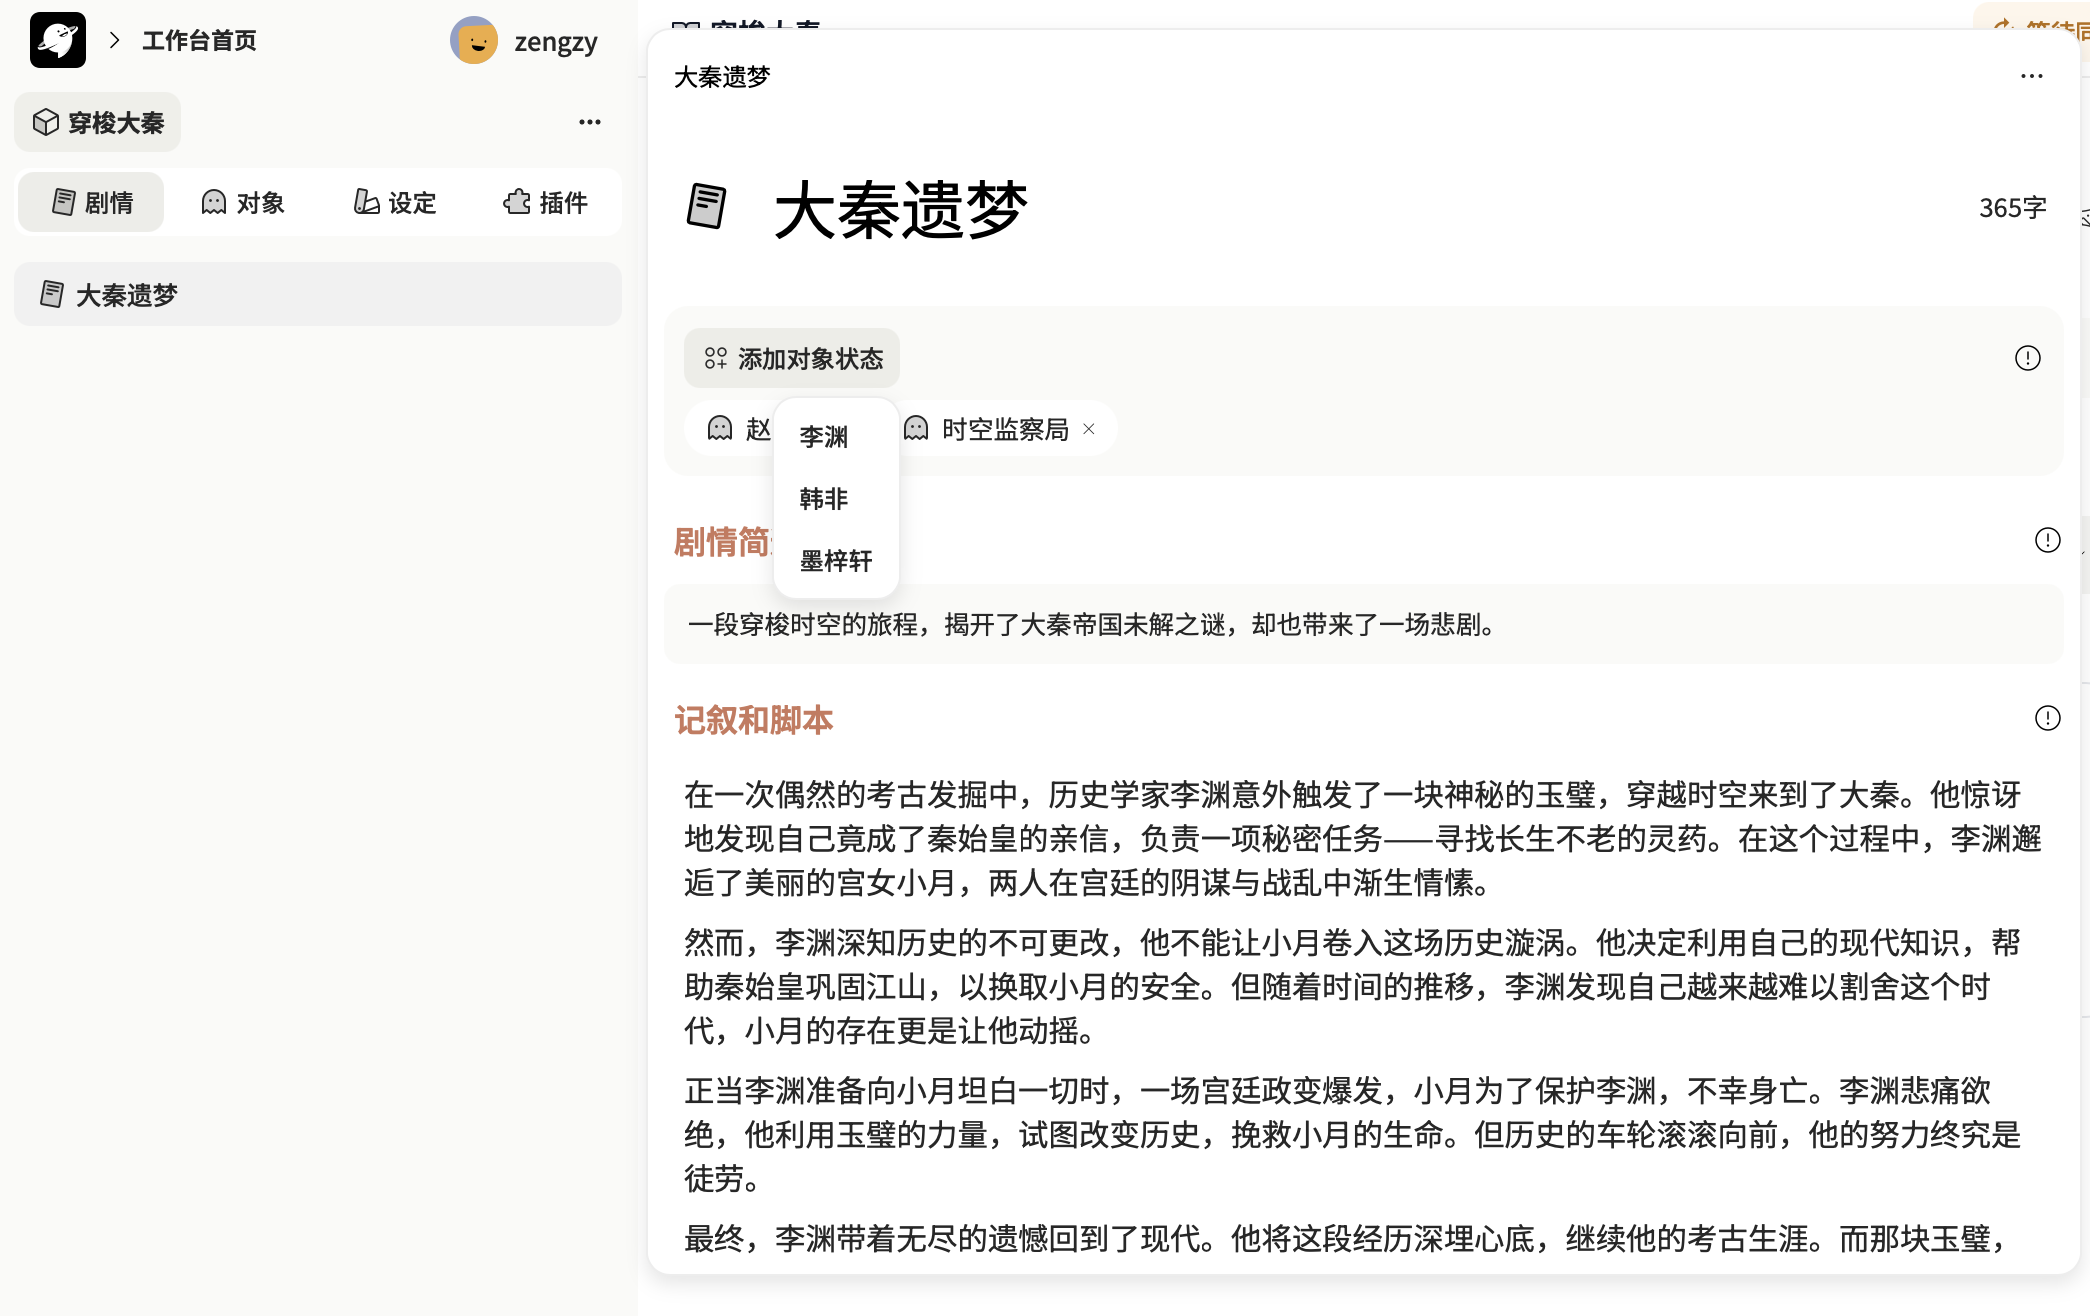 工作台首页
zengzy
穿梭大秦
剧情
对象
设定
插件
大秦遗梦
穿梭大秦
大秦遗梦
大秦遗梦
365字
添加对象状态
赵
时空监察局
李渊
韩非
墨梓轩
剧情简
一段穿梭时空的旅程，揭开了大秦帝国未解之谜，却也带来了一场悲剧。
记叙和脚本
在一次偶然的考古发掘中，历史学家李渊意外触发了一块神秘的玉璧，穿越时空来到了大秦。他惊讶
地发现自己竟成了秦始皇的亲信，负责一项秘密任务——寻找长生不老的灵药。在这个过程中，李渊邂
逅了美丽的宫女小月，两人在宫廷的阴谋与战乱中渐生情愫。
然而，李渊深知历史的不可更改，他不能让小月卷入这场历史漩涡。他决定利用自己的现代知识，帮
助秦始皇巩固江山，以换取小月的安全。但随着时间的推移，李渊发现自己越来越难以割舍这个时
代，小月的存在更是让他动摇。
正当李渊准备向小月坦白一切时，一场宫廷政变爆发，小月为了保护李渊，不幸身亡。李渊悲痛欲
绝，他利用玉璧的力量，试图改变历史，挽救小月的生命。但历史的车轮滚滚向前，他的努力终究是
徒劳。
最终，李渊带着无尽的遗憾回到了现代。他将这段经历深埋心底，继续他的考古生涯。而那块玉璧，